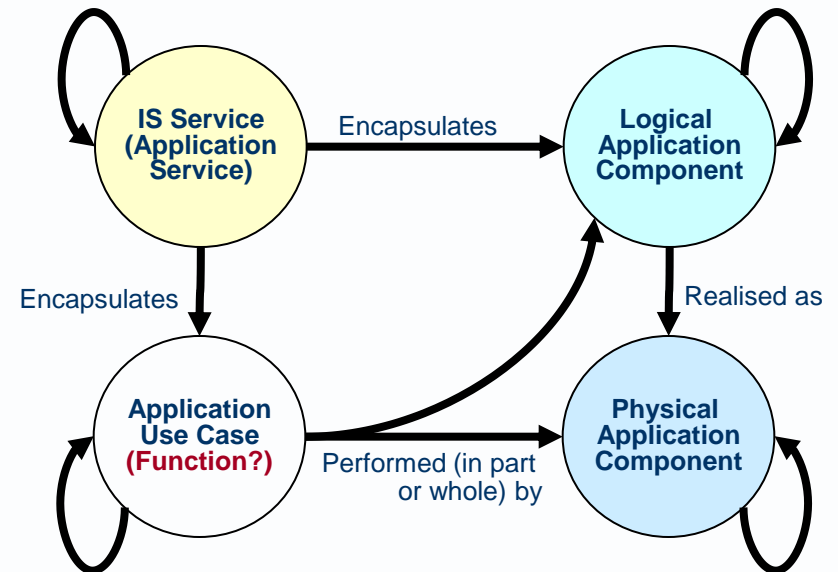 IS Service
(Application
Service)
Encapsulates
Logical
Application
Component
Encapsulates
Realised as
Application
Use Case
(Function?)
Performed (in part
or whole) by
Physical
Application
Component